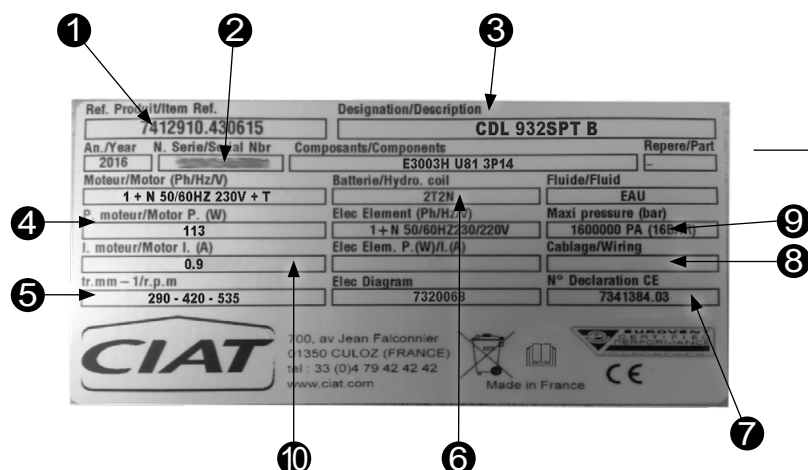 1 2 3
Ref. Produit/Item Ref. Designation/Description
7412910.430615 CDL 932SPT B
An./Year N. Serie/Serial Nbr Composants/Components Repere/Part
2016 E3003H U81 3P14 –
Moteur/Motor (Ph/Hz/V) Batterie/Hydro. coil Fluide/Fluid
1 + N 50/60HZ 230V + T 2T2N EAU
4 P. moteur/Motor P. (W) Elec Element (Ph/Hz/V) Maxi pressure (bar) 9
113 1 + N 50/60HZ230/220V 1600000 PA (16BAR)
I. moteur/Motor I. (A) Elec Elem. P.(W)/I.(A) Cablage/Wiring 8
0.9
5 tr.mm – 1/r.p.m Elec Diagram N° Declaration CE
290 - 420 - 535 7320068 7341384.03
CIAT
700, av Jean Falconnier
01350 CULOZ (FRANCE)
tel : 33 (0)4 79 42 42 42
www.ciat.com
Made in France
EUROVENT
CERTIFIED
PERFORMANCE
CE
10 6 7